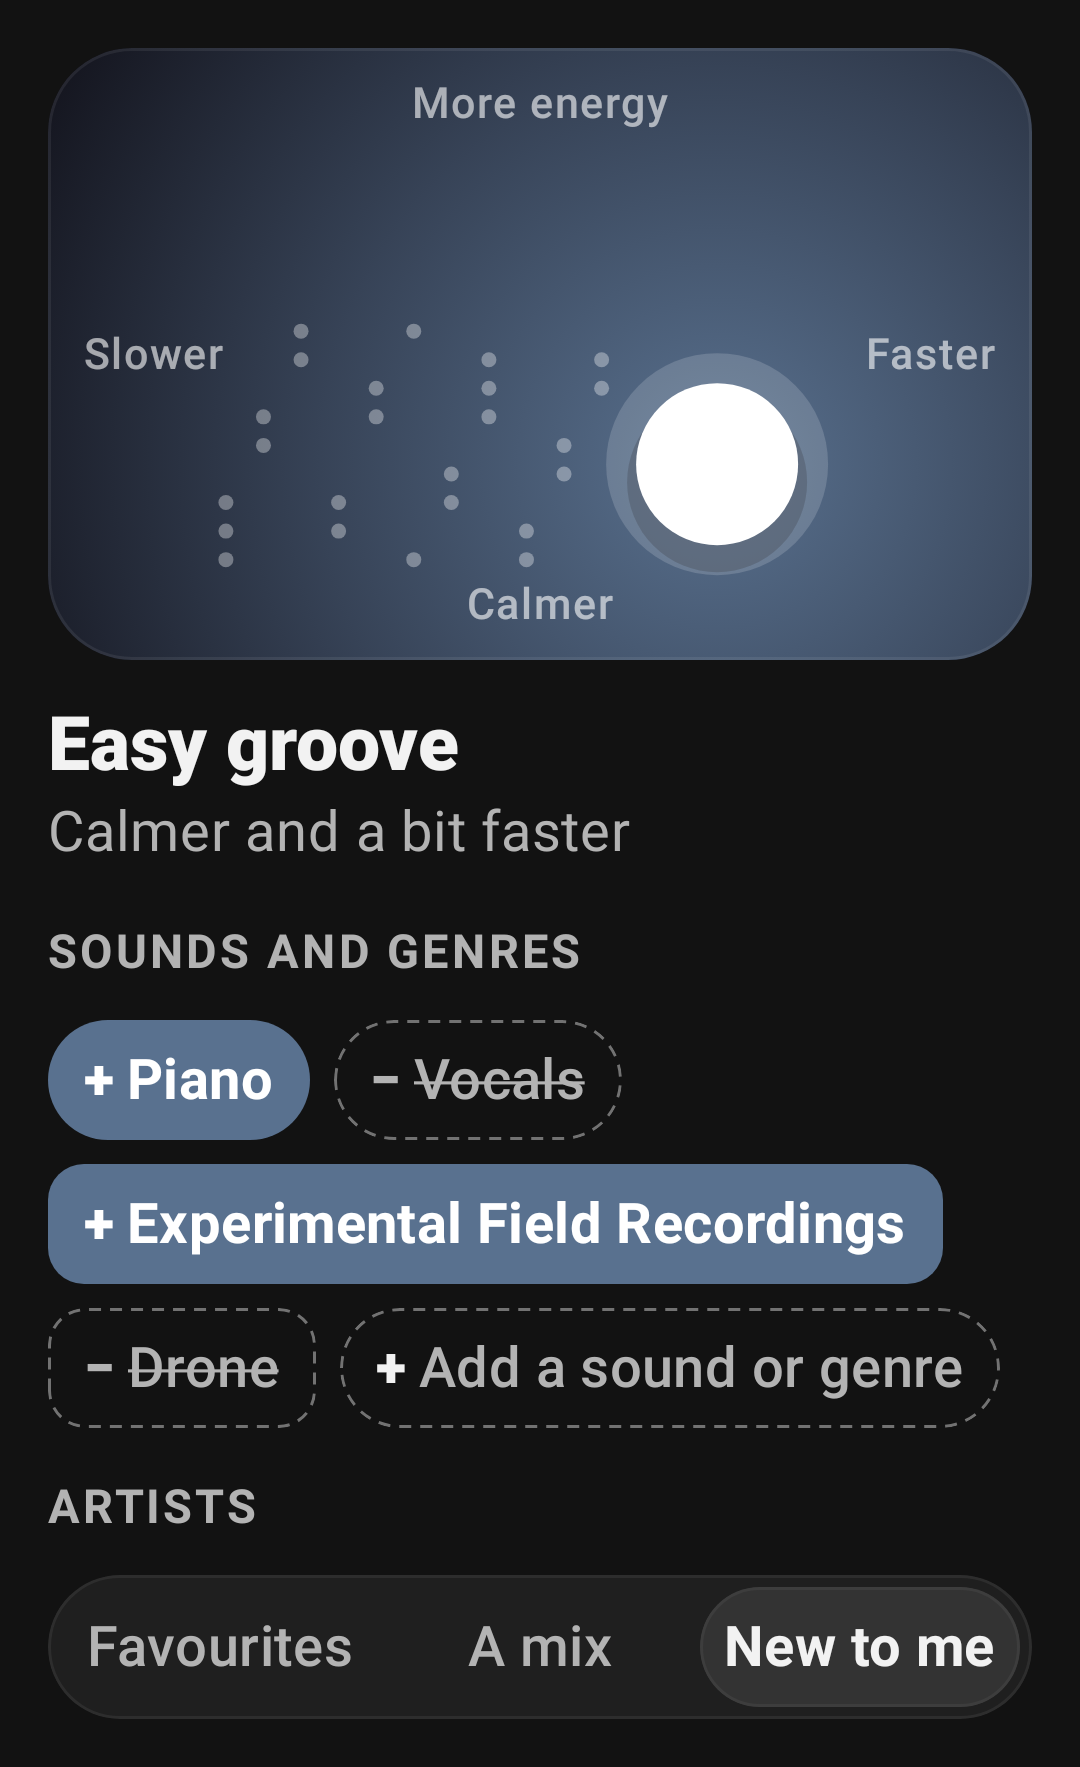 More energy
Slower
Faster
Calmer
Easy groove
Calmer and a bit faster
SOUNDS AND GENRES
+ Piano
– Vocals
+ Experimental Field Recordings
– Drone
+ Add a sound or genre
ARTISTS
Favourites
A mix
New to me